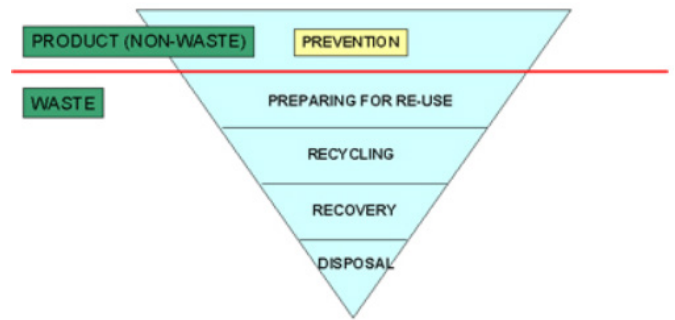 PRODUCT (NON-WASTE)
PREVENTION
WASTE
PREPARING FOR RE-USE
RECYCLING
RECOVERY
DISPOSAL